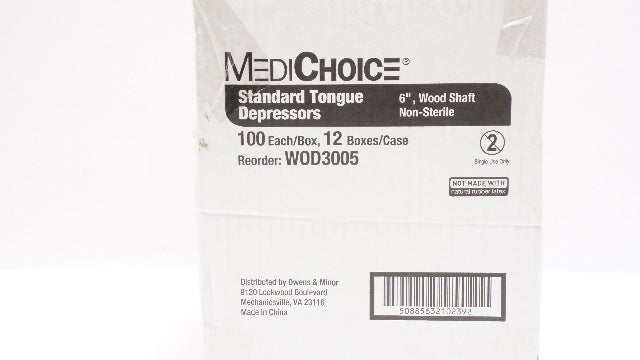 MEDICHOICE®
Standard Tongue Depressors
6", Wood Shaft
Non-Sterile
100 Each/Box, 12 Boxes/Case
Reorder: WOD3005
2
Single Use Only
NOT MADE WITH
natural rubber latex
Distributed by Owens & Minor
9120 Lockwood Boulevard
Mechanicsville, VA 23116
Made in China
50885632102392